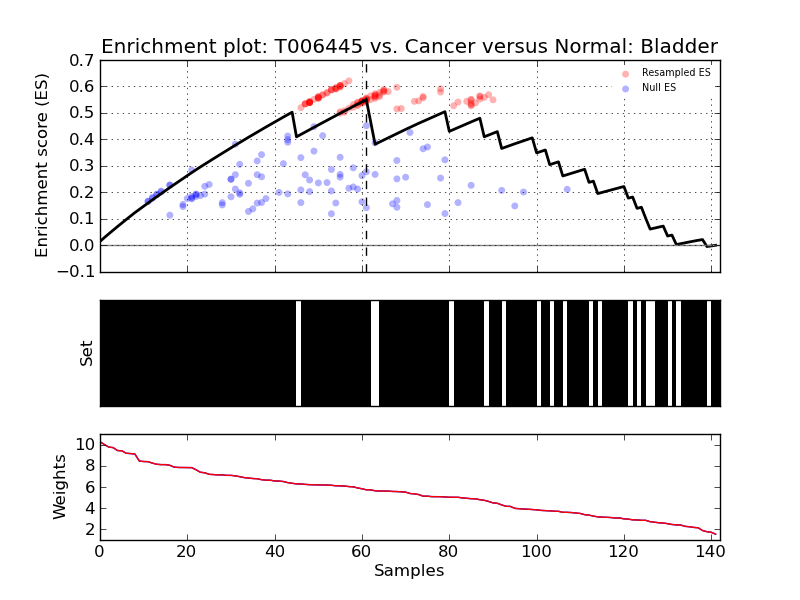 Enrichment plot: T006445 vs. Cancer versus Normal: Bladder
Enrichment score (ES)
0.7
0.6
0.5
0.4
0.3
0.2
0.1
0.0
−0.1
Resampled ES
Null ES
Set
Weights
10
8
6
4
2
0 20 40 60 80 100 120 140
Samples